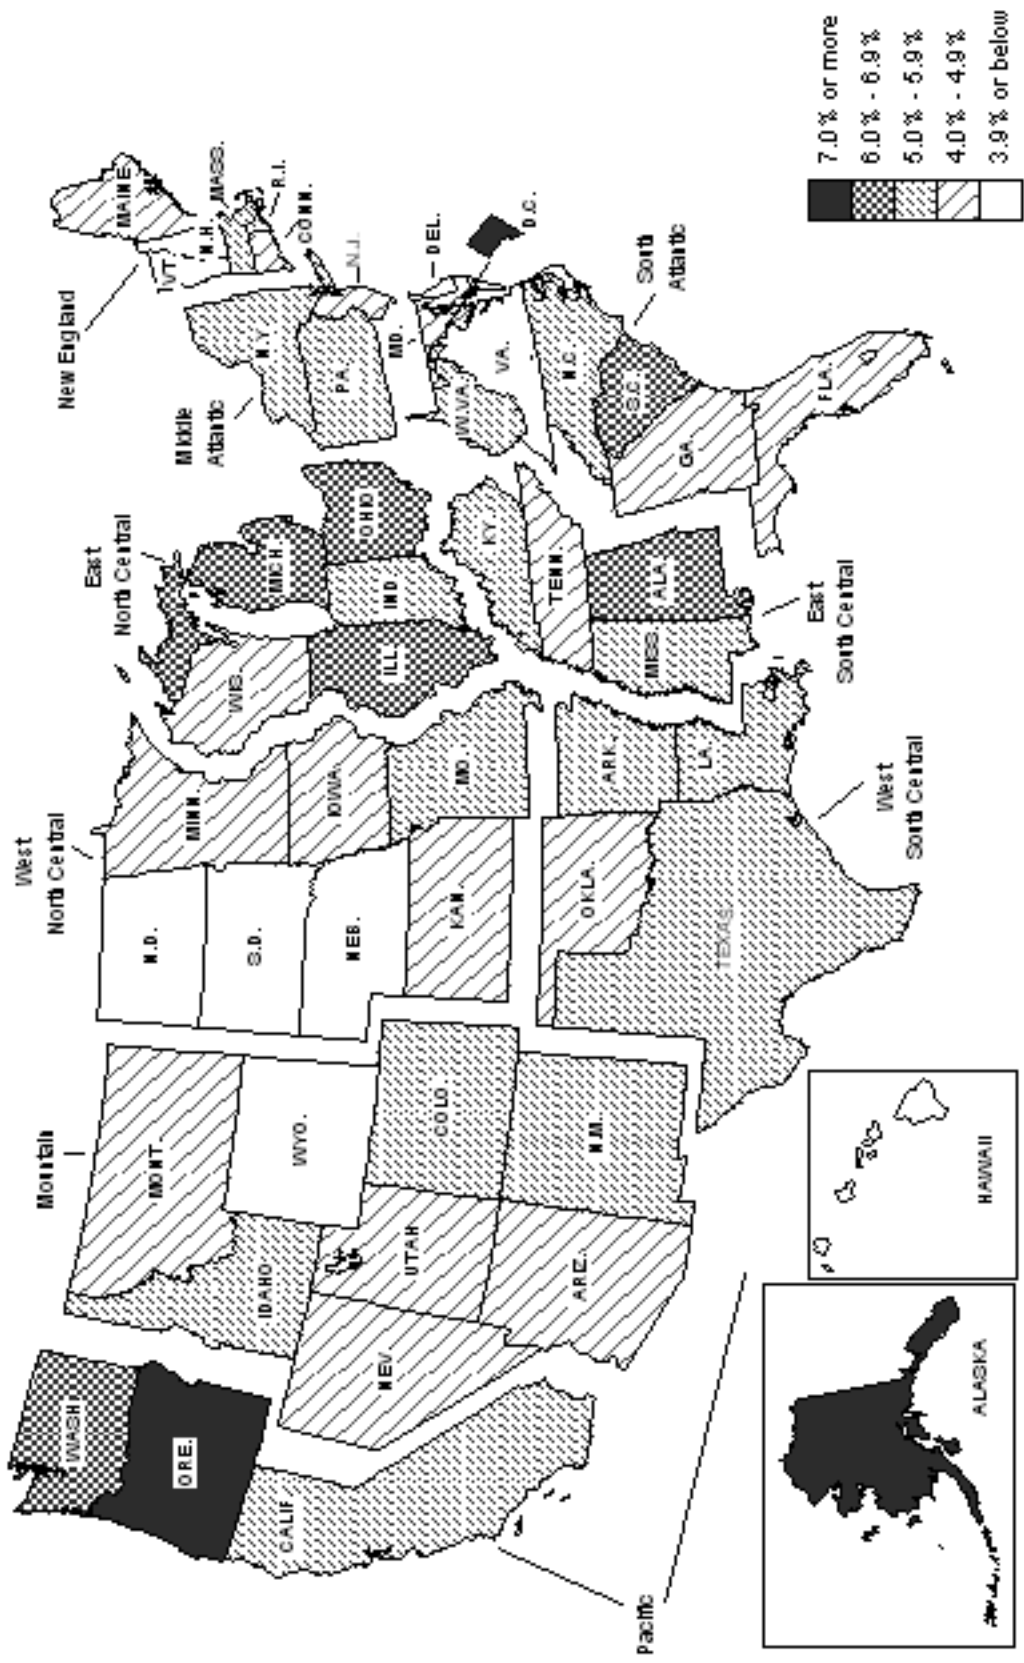 New England
MAINE
VT.
N.H.
MASS.
R.I.
CONN.
Middle
Atlantic
N.Y.
PA.
N.J.
DEL.
MD.
D.C.
W.VA.
VA.
N.C.
S.C.
GA.
FLA.
South
Atlantic
East
North Central
MICH.
OHIO
IND
ILL.
WIS.
KY.
TENN
ALA.
MISS.
East
South Central
West
North Central
MINN.
IOWA
MO.
N.D.
S.D.
NEB.
KAN.
ARK.
LA.
OKLA.
TEXAS
West
South Central
Mountain
MONT.
WYO.
COLO
N.M.
IDAHO
UTAH
ARIZ.
NEV.
WASH
ORE.
CALIF
Pacific
ALASKA
HAWAII
7.0% or more
6.0% - 6.9%
5.0% - 5.9%
4.0% - 4.9%
3.9% or below